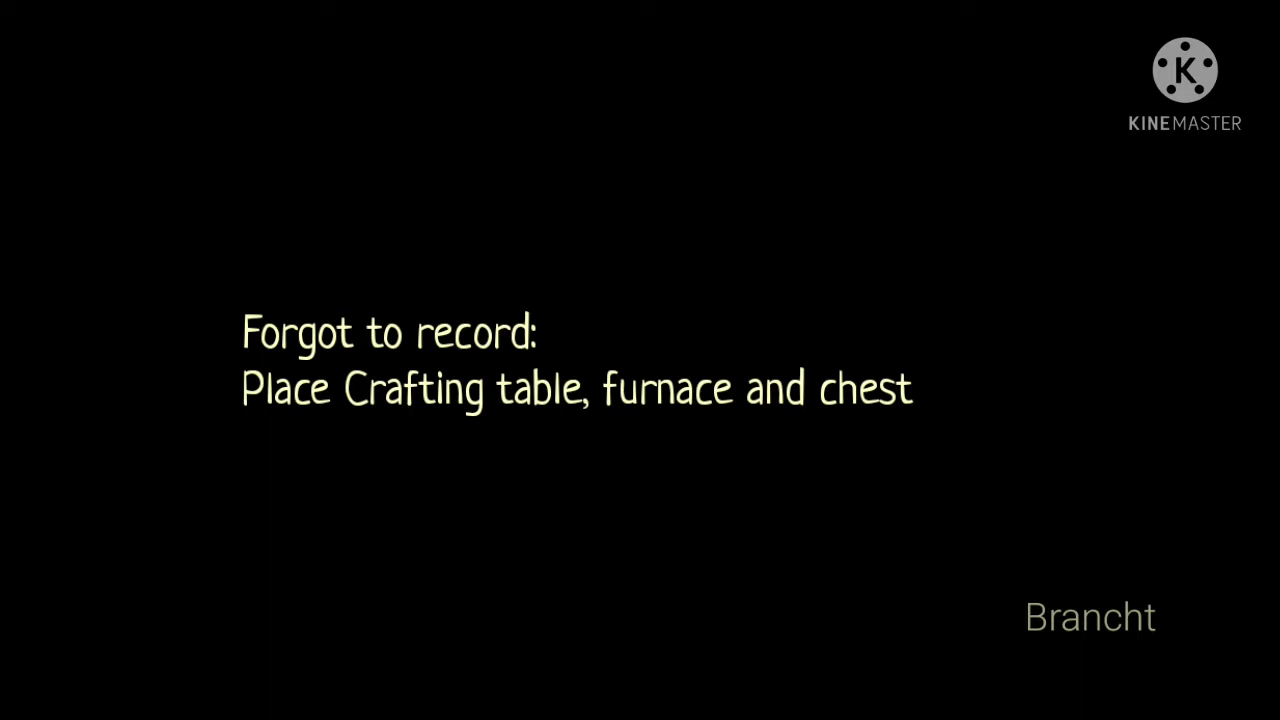 K
KINEMASTER
Forgot to record:
Place Crafting table, furnace and chest
Brancht